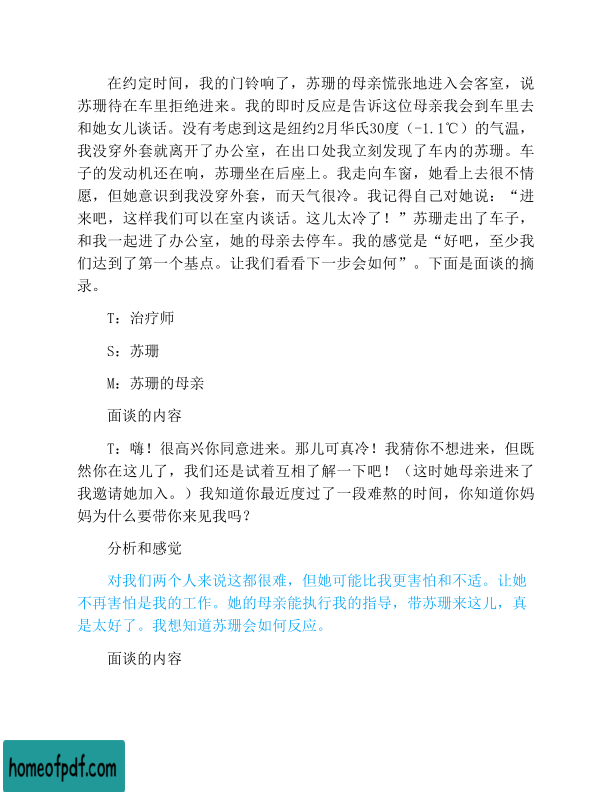 在约定时间，我的门铃响了，苏珊的母亲慌张地进入会客室，说
苏珊待在车里拒绝进来。我的即时反应是告诉这位母亲我会到车里去
和她女儿谈话。没有考虑到这是纽约2月华氏30度（-1.1℃）的气温，
我没穿外套就离开了办公室，在出口处我立刻发现了车内的苏珊。车
子的发动机还在响，苏珊坐在后座上。我走向车窗，她看上去很不情
愿，但她意识到我没穿外套，而天气很冷。我记得自己对她说：“进
来吧，这样我们可以在室内谈话。这儿太冷了！”苏珊走出了车子，
和我一起进了办公室，她的母亲去停车。我的感觉是“好吧，至少我
们达到了第一个基点。让我们看看下一步会如何”。下面是面谈的摘
录。
T：治疗师
S：苏珊
M：苏珊的母亲
面谈的内容
T：嗨！很高兴你同意进来。那儿可真冷！我猜你不想进来，但既
然你在这儿了，我们还是试着互相了解一下吧！（这时她母亲进来了
我邀请她加入。）我知道你最近度过了一段难熬的时间，你知道你妈
妈为什么要带你来见我吗？
分析和感觉
对我们两个人来说这都很难，但她可能比我更害怕和不适。让她
不再害怕是我的工作。她的母亲能执行我的指导，带苏珊来这儿，真
是太好了。我想知道苏珊会如何反应。
面谈的内容
homeofpdf.com